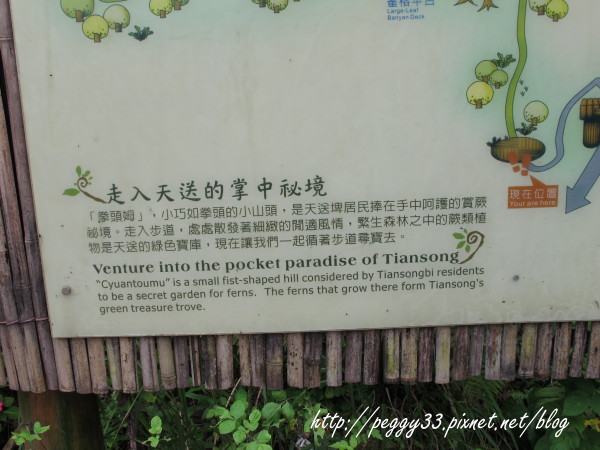 雀榕平台
Large-Leaf
Banyan Deck
現在位置
Your are here
走入天送的掌中祕境
「拳頭姆」，小巧如拳頭的小山頭，是天送埤居民捧在手中呵護的賞蕨
祕境。走入步道，處處散發著細緻的閒適風情，繁生森林之中的蕨類植
物是天送的綠色寶庫，現在讓我們一起循著步道尋寶去。
Venture into the pocket paradise of Tiansong
“Cyuantoumu” is a small fist-shaped hill considered by Tiansongbi residents
to be a secret garden for ferns. The ferns that grow there form Tiansong's
green treasure trove.
http://peggy33.pixnet.net/blog